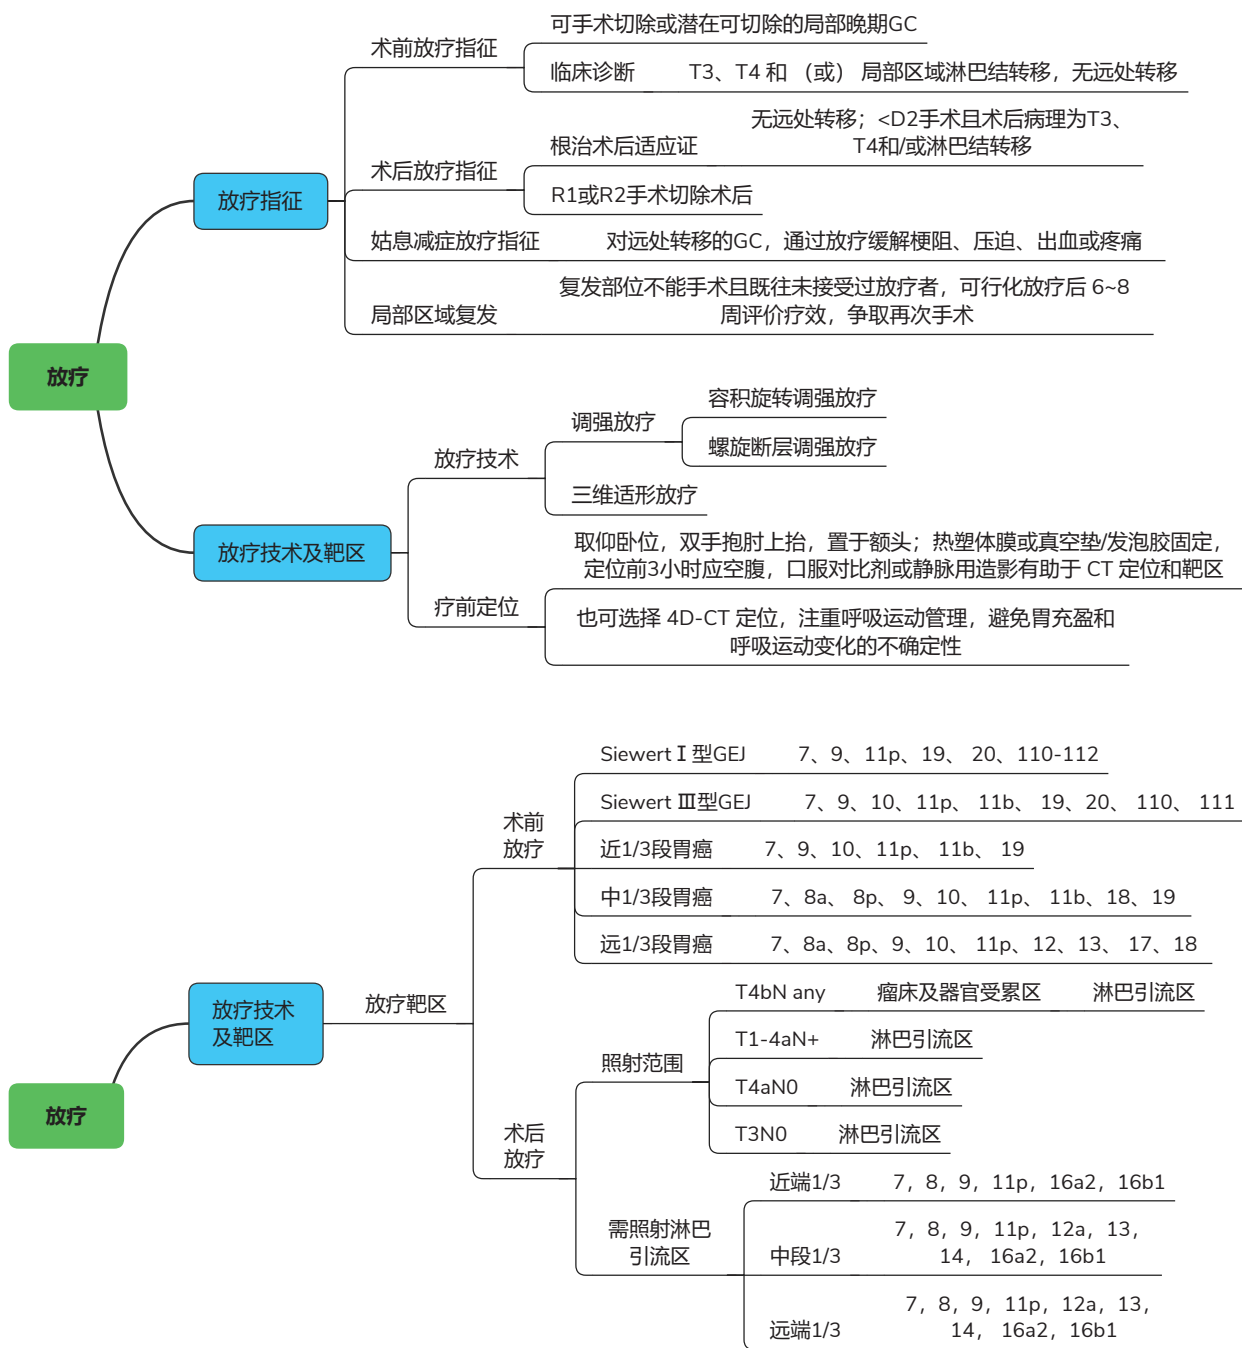 放疗
放疗指征
术前放疗指征
可手术切除或潜在可切除的局部晚期GC
临床诊断
T3、T4 和 （或） 局部区域淋巴结转移，无远处转移
术后放疗指征
根治术后适应证
无远处转移；<D2手术且术后病理为T3、
T4和/或淋巴结转移
R1或R2手术切除术后
姑息减症放疗指征
对远处转移的GC，通过放疗缓解梗阻、压迫、出血或疼痛
局部区域复发
复发部位不能手术且既往未接受过放疗者，可行化放疗后 6~8
周评价疗效，争取再次手术
放疗技术及靶区
放疗技术
调强放疗
容积旋转调强放疗
螺旋断层调强放疗
三维适形放疗
疗前定位
取仰卧位，双手抱肘上抬，置于额头；热塑体膜或真空垫/发泡胶固定，
定位前3小时应空腹，口服对比剂或静脉用造影有助于 CT 定位和靶区
也可选择 4D-CT 定位，注重呼吸运动管理，避免胃充盈和
呼吸运动变化的不确定性
放疗
放疗技术
及靶区
放疗靶区
术前
放疗
Siewert Ⅰ 型GEJ
7、9、11p、19、 20、110-112
Siewert Ⅲ型GEJ
7、9、10、11p、 11b、 19、20、 110、 111
近1/3段胃癌
7、9、10、11p、 11b、 19
中1/3段胃癌
7、8a、 8p、 9、10、 11p、 11b、18、19
远1/3段胃癌
7、8a、8p、9、10、 11p、12、13、 17、18
术后
放疗
照射范围
T4bN any
瘤床及器官受累区
淋巴引流区
T1-4aN+
淋巴引流区
T4aN0
淋巴引流区
T3N0
淋巴引流区
需照射淋巴
引流区
近端1/3
7，8，9，11p，16a2，16b1
中段1/3
7，8，9，11p，12a，13，
14， 16a2，16b1
远端1/3
7，8，9，11p，12a，13，
14， 16a2，16b1